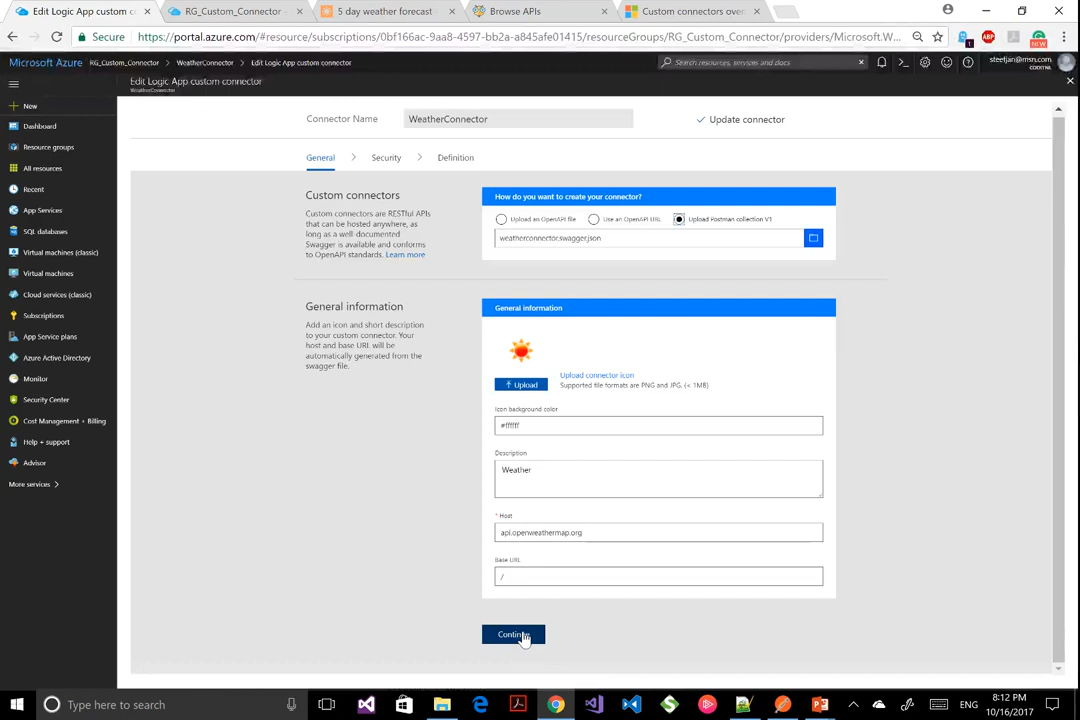 Edit Logic App custom co
RG_Custom_Connector -
5 day weather forecast -
Browse APIs
Custom connectors over
Secure
https://portal.azure.com/#resource/subscriptions/0bf166ac-9aa8-4597-bb2a-a845afe01415/resourceGroups/RG_Custom_Connector/providers/Microsoft.W...
1
ABP
NEW
Microsoft Azure
RG_Custom_Connector
WeatherConnector
Edit Logic App custom connector
Search resources, services and docs
steefjan@msn.com
Edit Logic App custom connector
WeatherConnector
New
Dashboard
Resource groups
All resources
Recent
App Services
SQL databases
Virtual machines (classic)
Virtual machines
Cloud services (classic)
Subscriptions
App Service plans
Azure Active Directory
Monitor
Security Center
Cost Management + Billing
Help + support
Advisor
More services
Connector Name
WeatherConnector
Update connector
General
Security
Definition
Custom connectors
Custom connectors are RESTful APIs
that can be hosted anywhere, as
long as a well-documented
Swagger is available and conforms
to OpenAPI standards. Learn more
How do you want to create your connector?
Upload an OpenAPI file
Use an OpenAPI URL
Upload Postman collection V1
weatherconnector.swagger.json
General information
Add an icon and short description
to your custom connector. Your
host and base URL will be
automatically generated from the
swagger file.
General information
Upload
Upload connector icon
Supported file formats are PNG and JPG. (< 1MB)
Icon background color
#ffffff
Description
Weather
* Host
api.openweathermap.org
Base URL
/
Continue
Type here to search
ENG
8:12 PM
10/16/2017